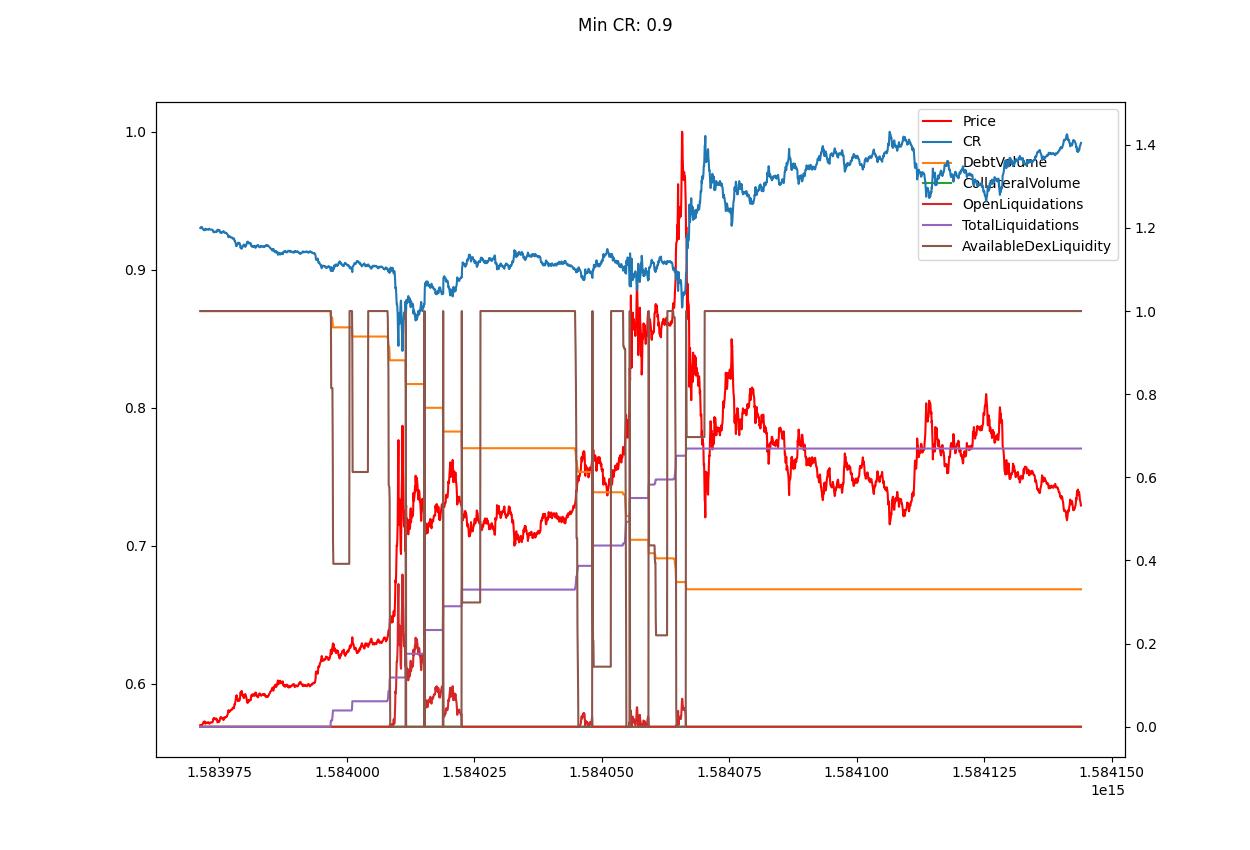 Min CR: 0.9
Price
CR
DebtVolume
CollateralVolume
OpenLiquidations
TotalLiquidations
AvailableDexLiquidity
1.0
0.9
0.8
0.7
0.6
1.4
1.2
1.0
0.8
0.6
0.4
0.2
0.0
1.583975 1.584000 1.584025 1.584050 1.584075 1.584100 1.584125 1.584150
1e15